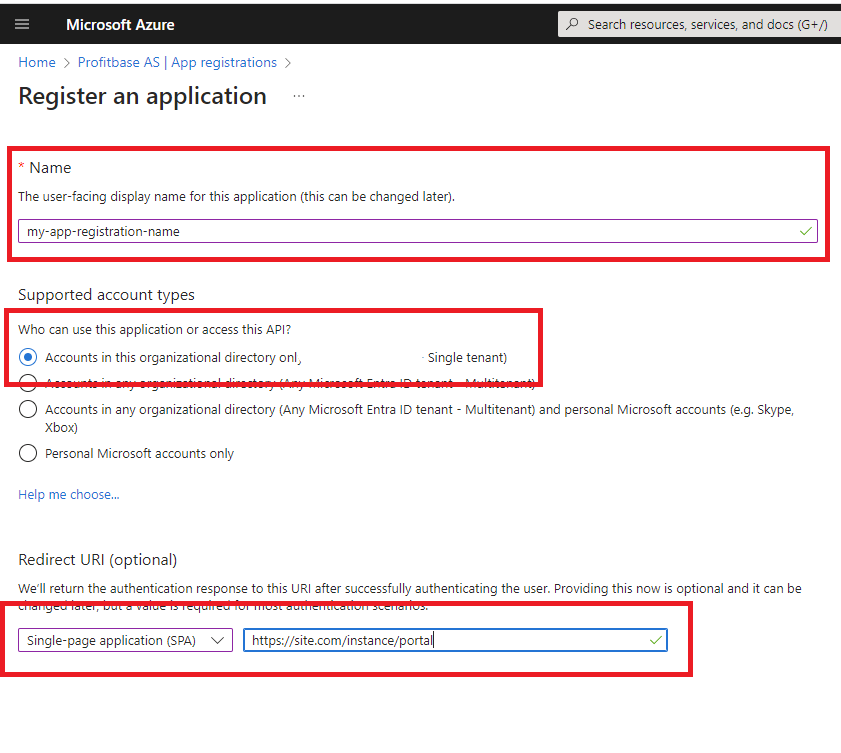 Microsoft Azure
Search resources, services, and docs (G+/)
Home > Profitbase AS | App registrations >
Register an application ...
* Name
The user-facing display name for this application (this can be changed later).
my-app-registration-name
Supported account types
Who can use this application or access this API?
Accounts in this organizational directory onl, - Single tenant)
Accounts in any organizational directory (Any Microsoft Entra ID tenant - Multitenant)
Accounts in any organizational directory (Any Microsoft Entra ID tenant - Multitenant) and personal Microsoft accounts (e.g. Skype,
Xbox)
Personal Microsoft accounts only
Help me choose...
Redirect URI (optional)
We'll return the authentication response to this URI after successfully authenticating the user. Providing this now is optional and it can be
changed later, but a value is required for most authentication scenarios.
Single-page application (SPA) https://site.com/instance/portal